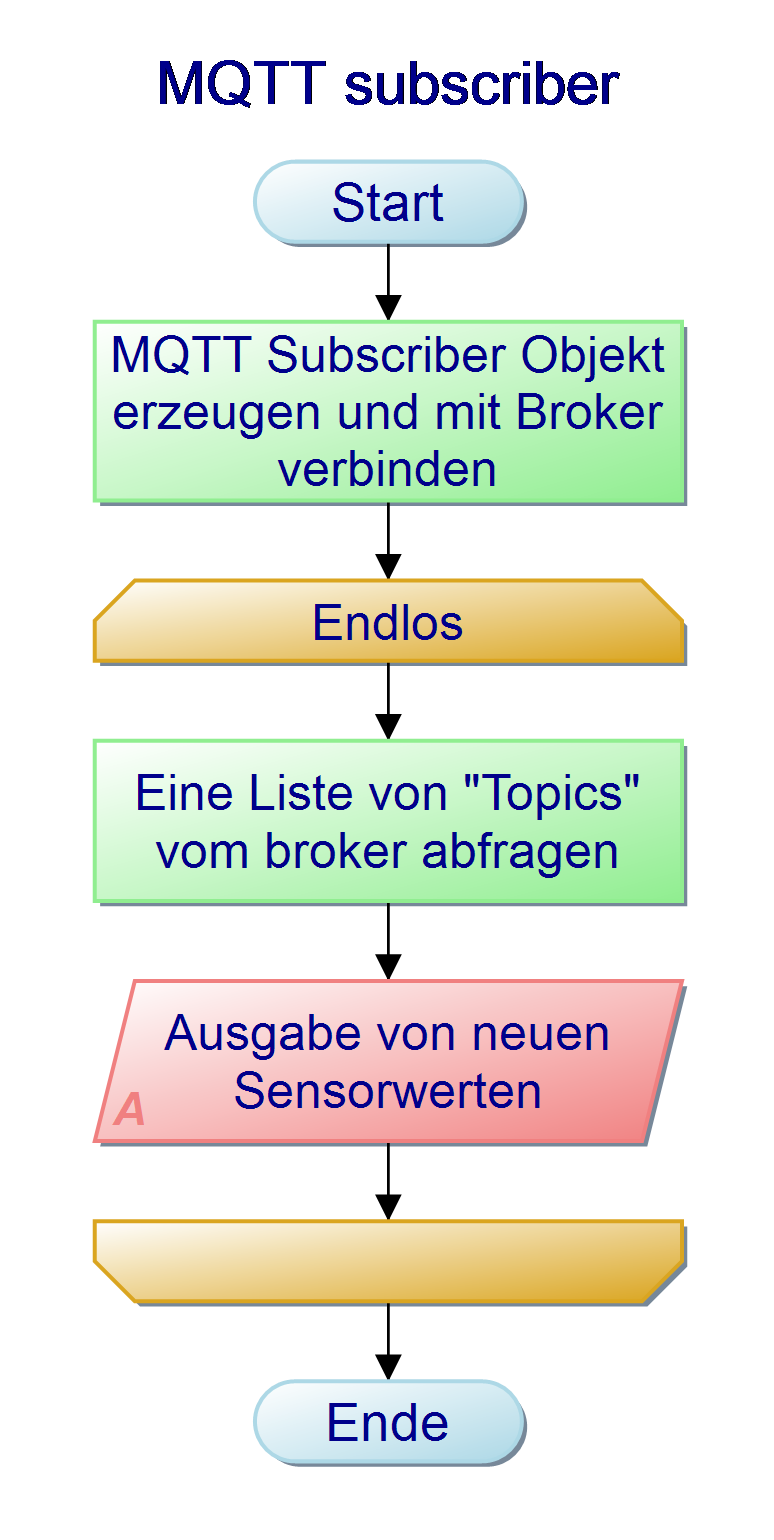 MQTT subscriber
Start
MQTT Subscriber Objekt
erzeugen und mit Broker
verbinden
Endlos
Eine Liste von "Topics"
vom broker abfragen
Ausgabe von neuen
Sensorwerten
A
Ende